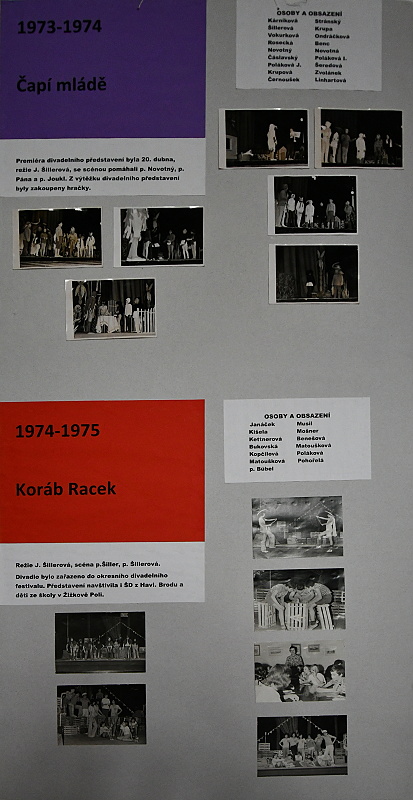 1973-1974
Čapí mládě
Premiéra divadelního představení byla 20. dubna,
režie J. Šillerová, se scénou pomáhali p. Novotný, p.
Pána a p. Joukl. Z výtěžku divadelního představení
byly zakoupeny hračky.
OSOBY A OBSAZENÍ
Kárníková Stránský
Šillerová Krupa
Vokurková Ondráčková
Rosecká Benc
Novotný Novotná
Čáslavský Poláková I.
Poláková J. Šeredová
Krupová Zvolánek
Černoušek Linhartová
1974-1975
Koráb Racek
Režie J. Šillerová, scéna p.Šiller, p. Šillerová.
Divadlo bylo zařazeno do okresního divadelního
festivalu. Představení navštívila i ŠD z Havl. Brodu a
děti ze školy v Žižkově Poli.
OSOBY A OBSAZENÍ
Janáček Musil
Kišela Mošner
Kettnerová Benešová
Bukovská Matoušková
Kopčilová Poláková
Matoušková Pohořelá
p. Bübel